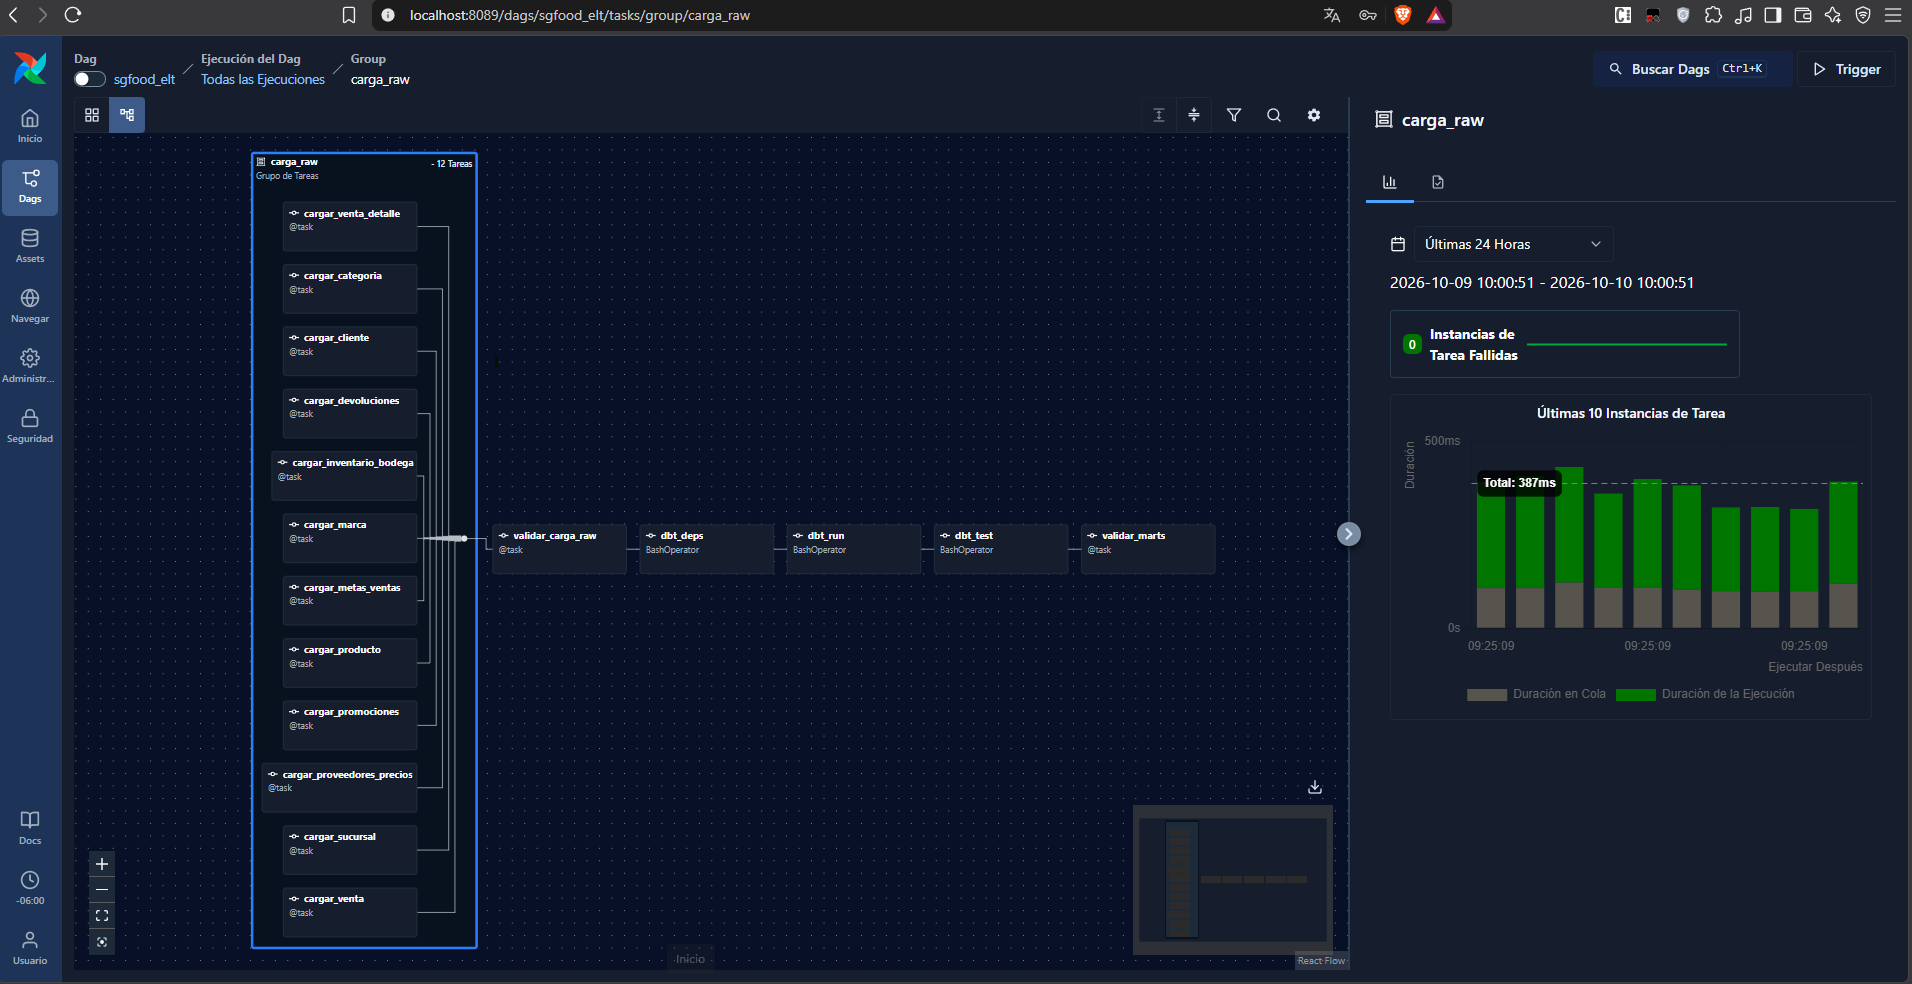 localhost:8089/dags/sgfood_elt/tasks/group/carga_raw
Dag
sgfood_elt
Ejecución del Dag
Todas las Ejecuciones
Group
carga_raw
Buscar Dags
Ctrl+K
Trigger
Inicio
Dags
Assets
Navegar
Administr...
Seguridad
Docs
-06:00
Usuario
carga_raw
- 12 Tareas
Grupo de Tareas
cargar_venta_detalle
@task
cargar_categoria
@task
cargar_cliente
@task
cargar_devoluciones
@task
cargar_inventario_bodega
@task
cargar_marca
@task
cargar_metas_ventas
@task
cargar_producto
@task
cargar_promociones
@task
cargar_proveedores_precios
@task
cargar_sucursal
@task
cargar_venta
@task
validar_carga_raw
@task
dbt_deps
BashOperator
dbt_run
BashOperator
dbt_test
BashOperator
validar_marts
@task
Inicio
React Flow
carga_raw
Últimas 24 Horas
2026-10-09 10:00:51 - 2026-10-10 10:00:51
0
Instancias de
Tarea Fallidas
Últimas 10 Instancias de Tarea
Duración
500ms
Total: 387ms
0s
09:25:09
09:25:09
09:25:09
Ejecutar Después
Duración en Cola
Duración de la Ejecución